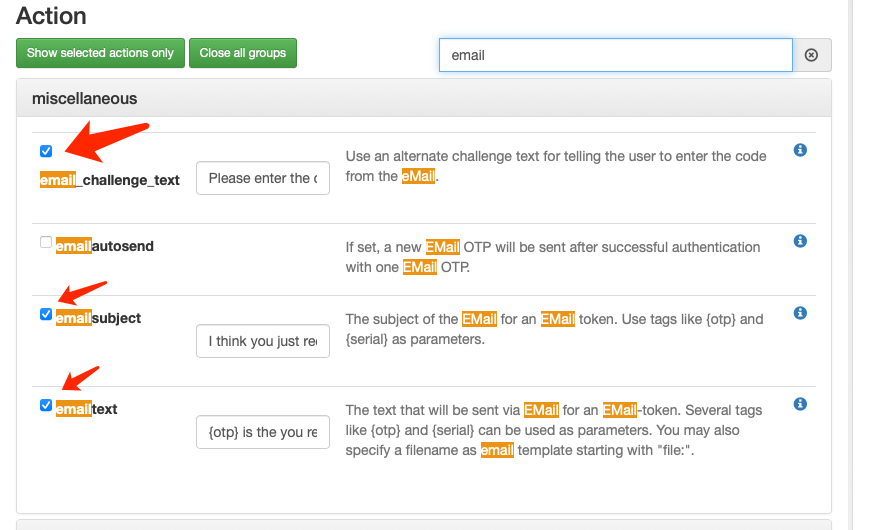 Action
Show selected actions only
Close all groups
email
miscellaneous
email_challenge_text
Please enter the c
Use an alternate challenge text for telling the user to enter the code
from the eMail.
emailautosend
If set, a new EMail OTP will be sent after successful authentication
with one EMail OTP.
emailsubject
I think you just re
The subject of the EMail for an EMail token. Use tags like {otp} and
{serial} as parameters.
emailtext
{otp} is the you re
The text that will be sent via EMail for an EMail-token. Several tags
like {otp} and {serial} can be used as parameters. You may also
specify a filename as email template starting with "file:".